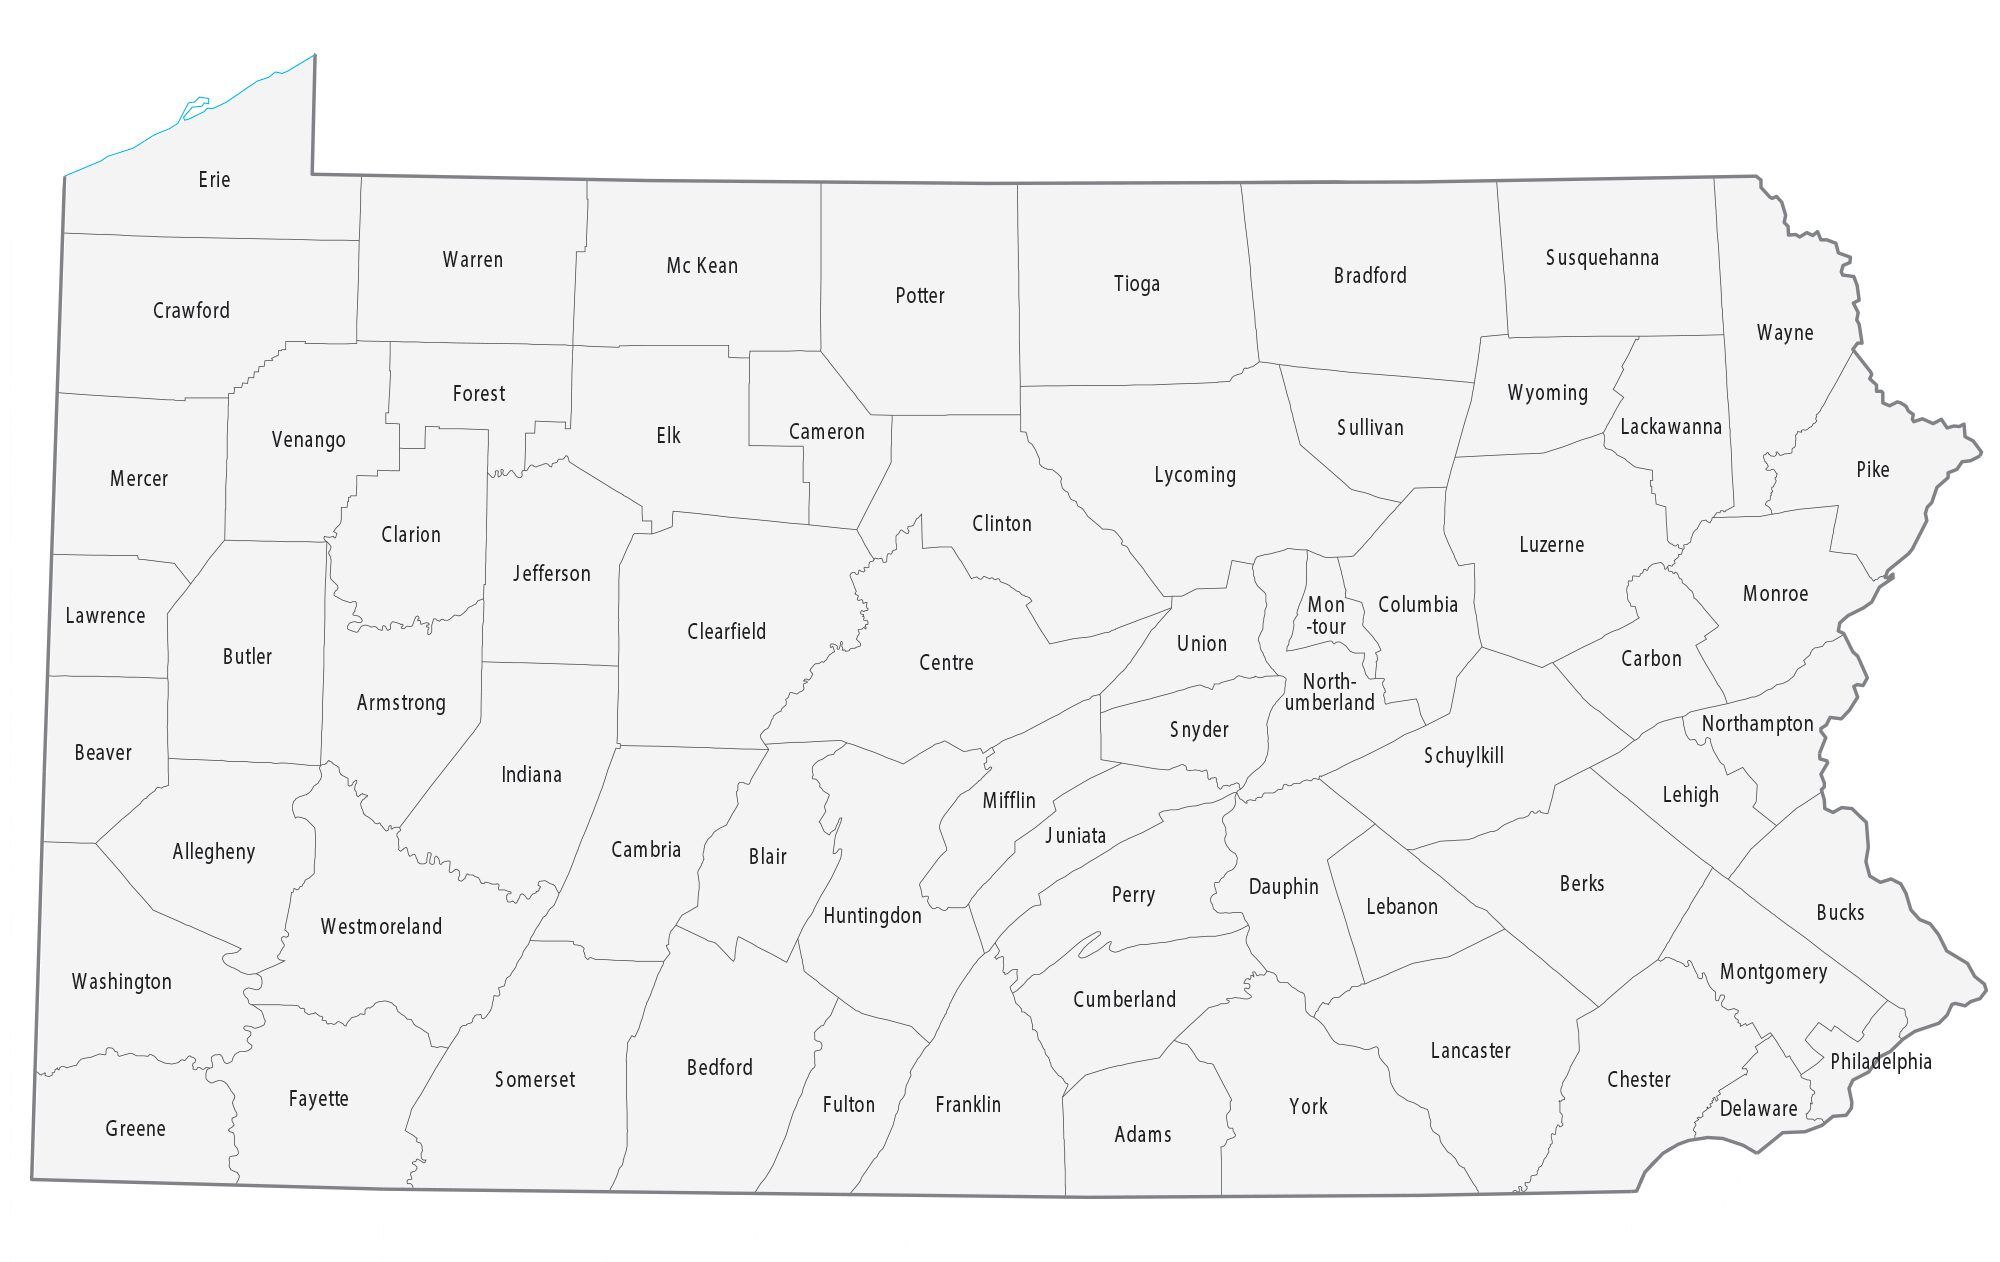 Erie
Warren
Mc Kean
Potter
Tioga
Bradford
Susquehanna
Wayne
Crawford
Forest
Venango
Elk
Cameron
Wyoming
Lackawanna
Sullivan
Pike
Mercer
Lycoming
Clinton
Clarion
Luzerne
Jefferson
Monroe
Lawrence
Mon
-tour
Columbia
Clearfield
Union
Butler
Centre
Carbon
Armstrong
North-
umberland
Snyder
Northampton
Beaver
Schuylkill
Indiana
Mifflin
Lehigh
Juniata
Allegheny
Cambria
Blair
Perry
Dauphin
Berks
Lebanon
Huntingdon
Bucks
Westmoreland
Washington
Montgomery
Cumberland
Lancaster
Philadelphia
Bedford
Somerset
Chester
Fayette
Fulton
Franklin
York
Delaware
Greene
Adams